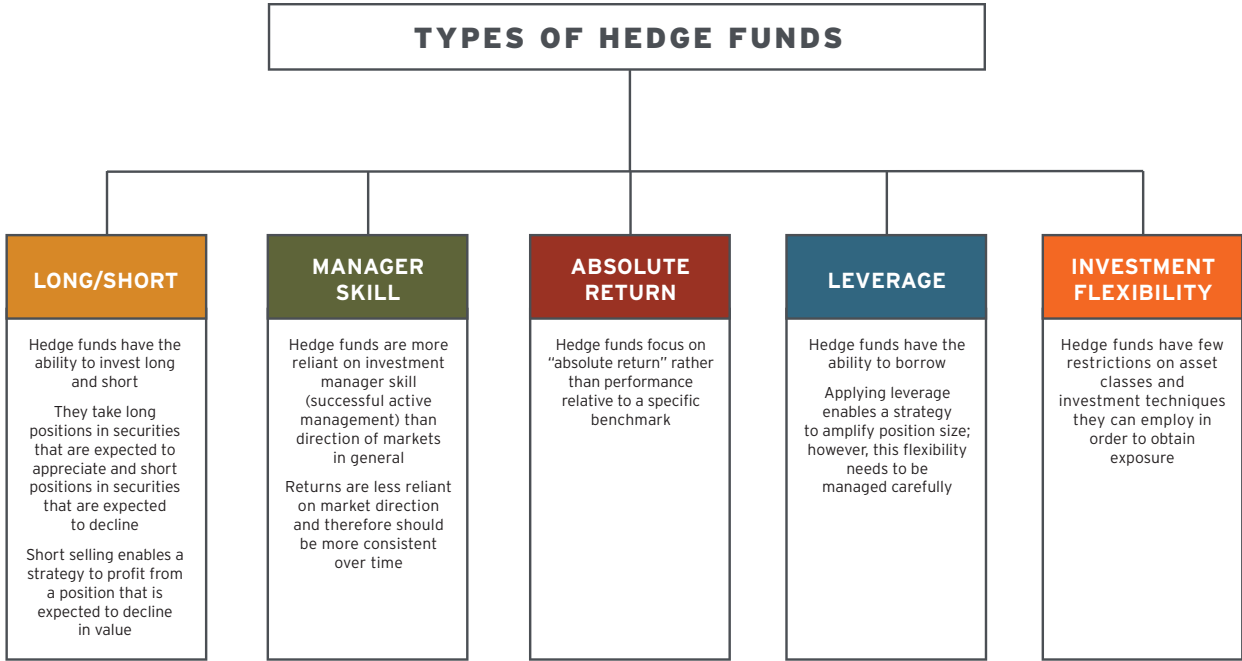 TYPES OF HEDGE FUNDS
LONG/SHORT
Hedge funds have the
ability to invest long
and short
They take long
positions in securities
that are expected to
appreciate and short
positions in securities
that are expected
to decline
Short selling enables a
strategy to profit from
a position that is
expected to decline
in value
MANAGER
SKILL
Hedge funds are more
reliant on investment
manager skill
(successful active
management) than
direction of markets
in general
Returns are less reliant
on market direction
and therefore should
be more consistent
over time
ABSOLUTE
RETURN
Hedge funds focus on
“absolute return” rather
than performance
relative to a specific
benchmark
LEVERAGE
Hedge funds have the
ability to borrow
Applying leverage
enables a strategy
to amplify position size;
however, this flexibility
needs to be
managed carefully
INVESTMENT
FLEXIBILITY
Hedge funds have few
restrictions on asset
classes and
investment techniques
they can employ in
order to obtain
exposure